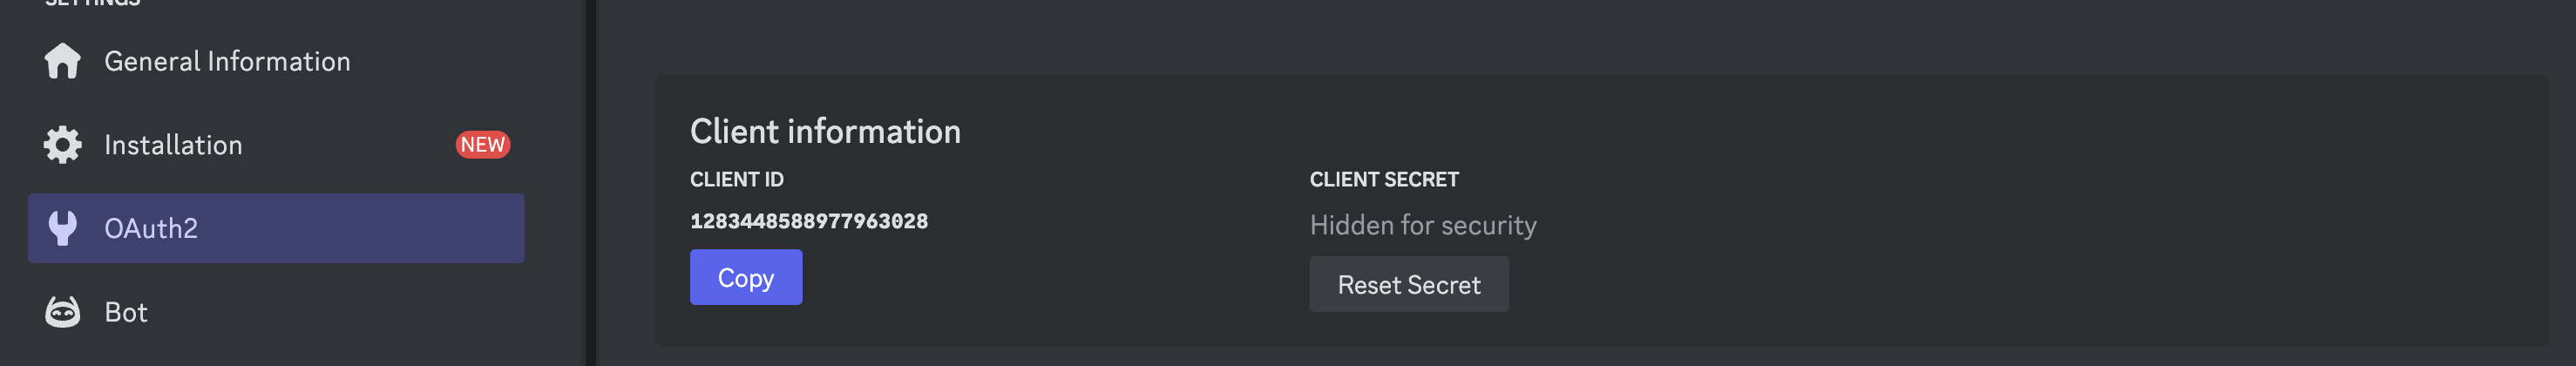 SETTINGS
General Information
Installation NEW
OAuth2
Bot
Client information
CLIENT ID
1283448588977963028
Copy
CLIENT SECRET
Hidden for security
Reset Secret